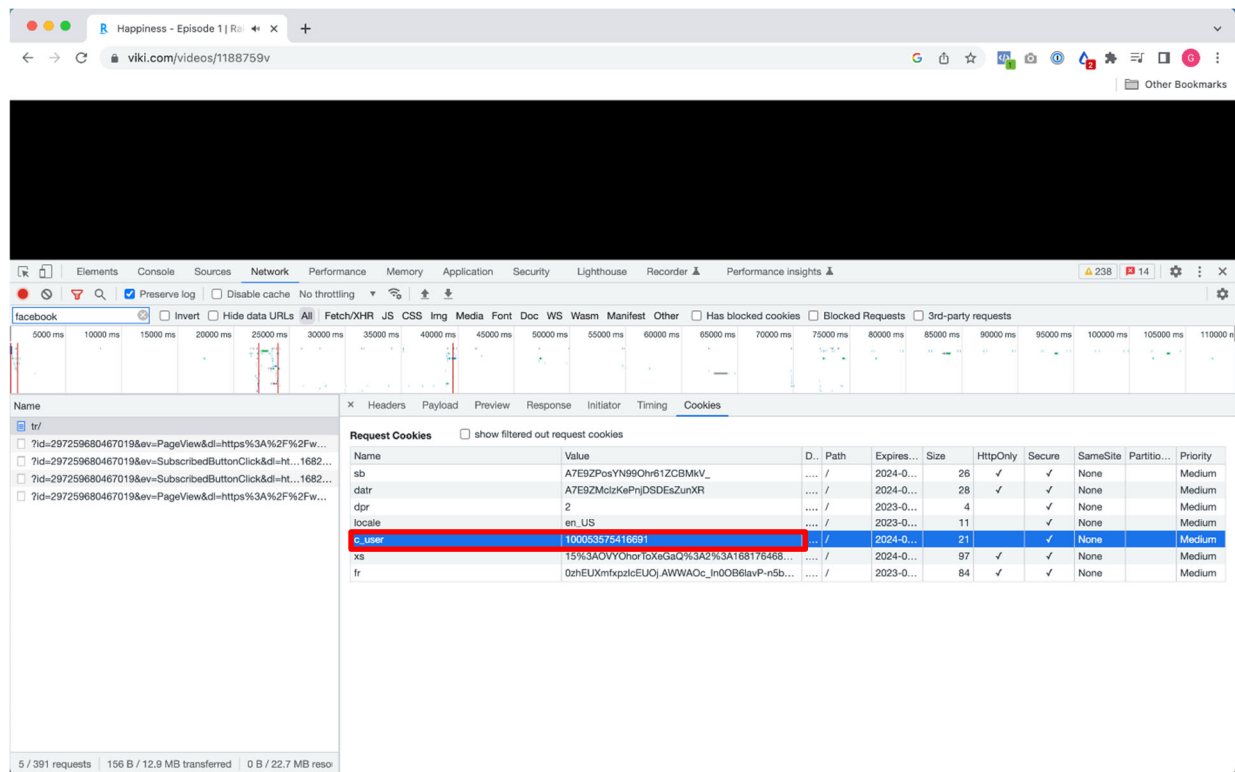 Happiness - Episode 1 | Ra
viki.com/videos/1188759v
G
1
2
G
Other Bookmarks
Elements Console Sources Network Performance Memory Application Security Lighthouse Recorder Performance insights 238 14
Preserve log Disable cache No throttling
facebook Invert Hide data URLs All Fetch/XHR JS CSS Img Media Font Doc WS Wasm Manifest Other Has blocked cookies Blocked Requests 3rd-party requests
5000 ms 10000 ms 15000 ms 20000 ms 25000 ms 30000 ms 35000 ms 40000 ms 45000 ms 50000 ms 55000 ms 60000 ms 65000 ms 70000 ms 75000 ms 80000 ms 85000 ms 90000 ms 95000 ms 100000 ms 105000 ms 110000 n
Name
tr/
?id=297259680467019&ev=PageView&dl=https%3A%2F%2Fw...
?id=297259680467019&ev=SubscribedButtonClick&dl=ht...1682...
?id=297259680467019&ev=SubscribedButtonClick&dl=ht...1682...
?id=297259680467019&ev=PageView&dl=https%3A%2F%2Fw...
× Headers Payload Preview Response Initiator Timing Cookies
Request Cookies show filtered out request cookies
Name Value D.. Path Expires... Size HttpOnly Secure SameSite Partitio... Priority
sb A7E9ZPosYN99Ohr61ZCBMkV_ .... / 2024-0... 26 ✓ ✓ None Medium
datr A7E9ZMclzKePnjDSDEsZunXR .... / 2024-0... 28 ✓ ✓ None Medium
dpr 2 .... / 2023-0... 4 ✓ None Medium
locale en_US .... / 2023-0... 11 ✓ None Medium
c_user 100053575416691 ... / 2024-0... 21 ✓ None Medium
xs 15%3AOVYOhorToXeGaQ%3A2%3A168176468... .... / 2024-0... 97 ✓ ✓ None Medium
fr 0zhEUXmfxpzlcEUOj.AWWAOc_In0OB6lavP-n5b... .... / 2023-0... 84 ✓ ✓ None Medium
5 / 391 requests 156 B / 12.9 MB transferred 0 B / 22.7 MB resou